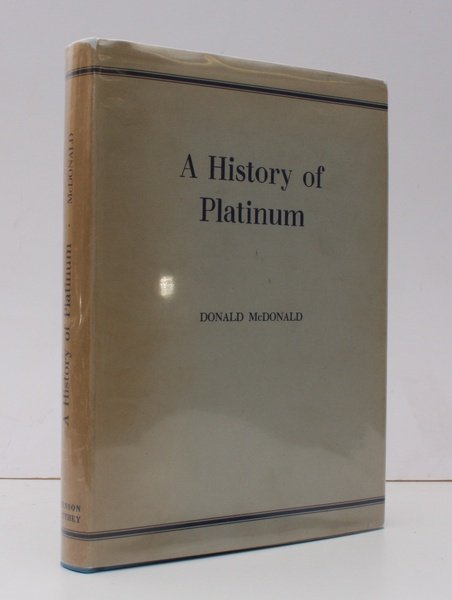 A History of
Platinum
DONALD McDONALD
A History of Platinum · McDONALD